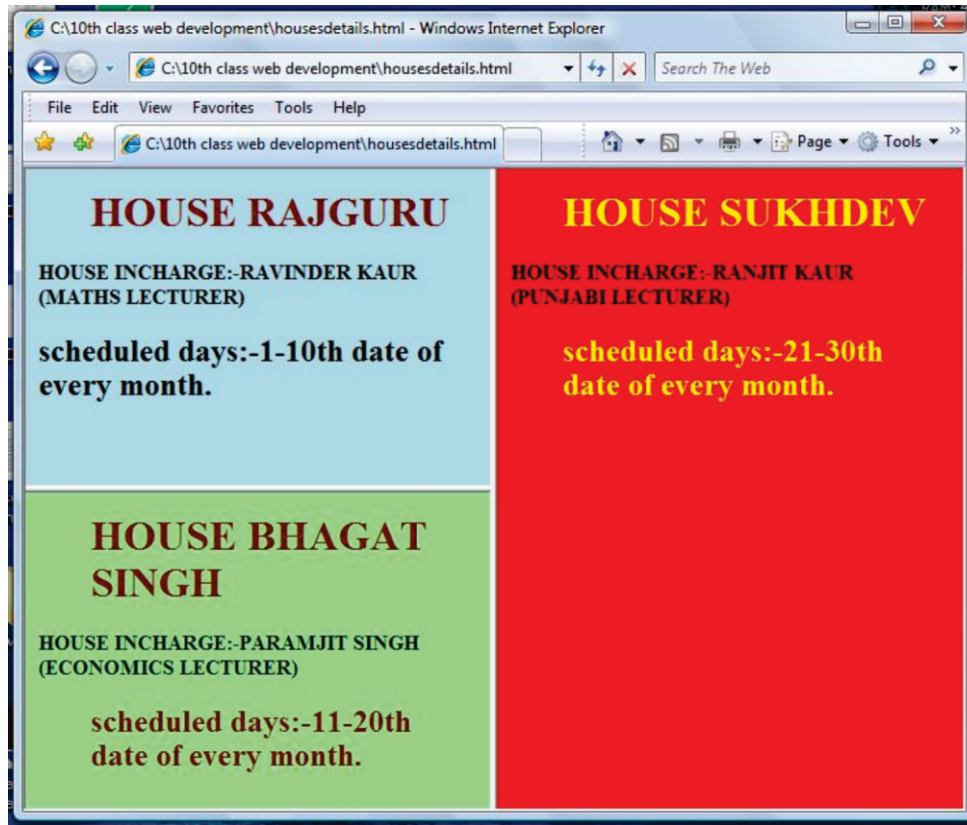 C:\10th class web development\housesdetails.html - Windows Internet Explorer
C:\10th class web development\housesdetails.html
Search The Web
File Edit View Favorites Tools Help
C:\10th class web development\housesdetails.html
Page Tools »
HOUSE RAJGURU
HOUSE INCHARGE:-RAVINDER KAUR
(MATHS LECTURER)
scheduled days:-1-10th date of
every month.
HOUSE BHAGAT
SINGH
HOUSE INCHARGE:-PARAMJIT SINGH
(ECONOMICS LECTURER)
scheduled days:-11-20th
date of every month.
HOUSE SUKHDEV
HOUSE INCHARGE:-RANJIT KAUR
(PUNJABI LECTURER)
scheduled days:-21-30th
date of every month.